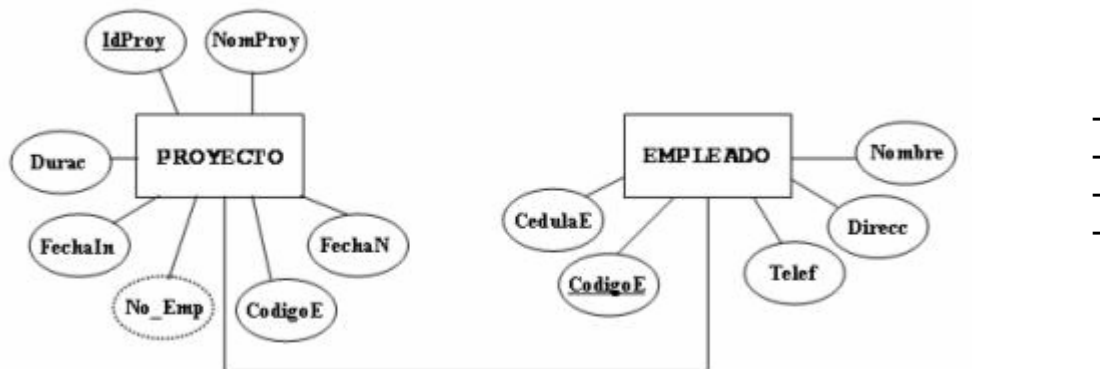 IdProy
NomProy
Durac
PROYECTO
FechaIn
No_Emp
CodigoE
FechaN
EMPLEADO
Nombre
CedulaE
Direcc
CodigoE
Telef